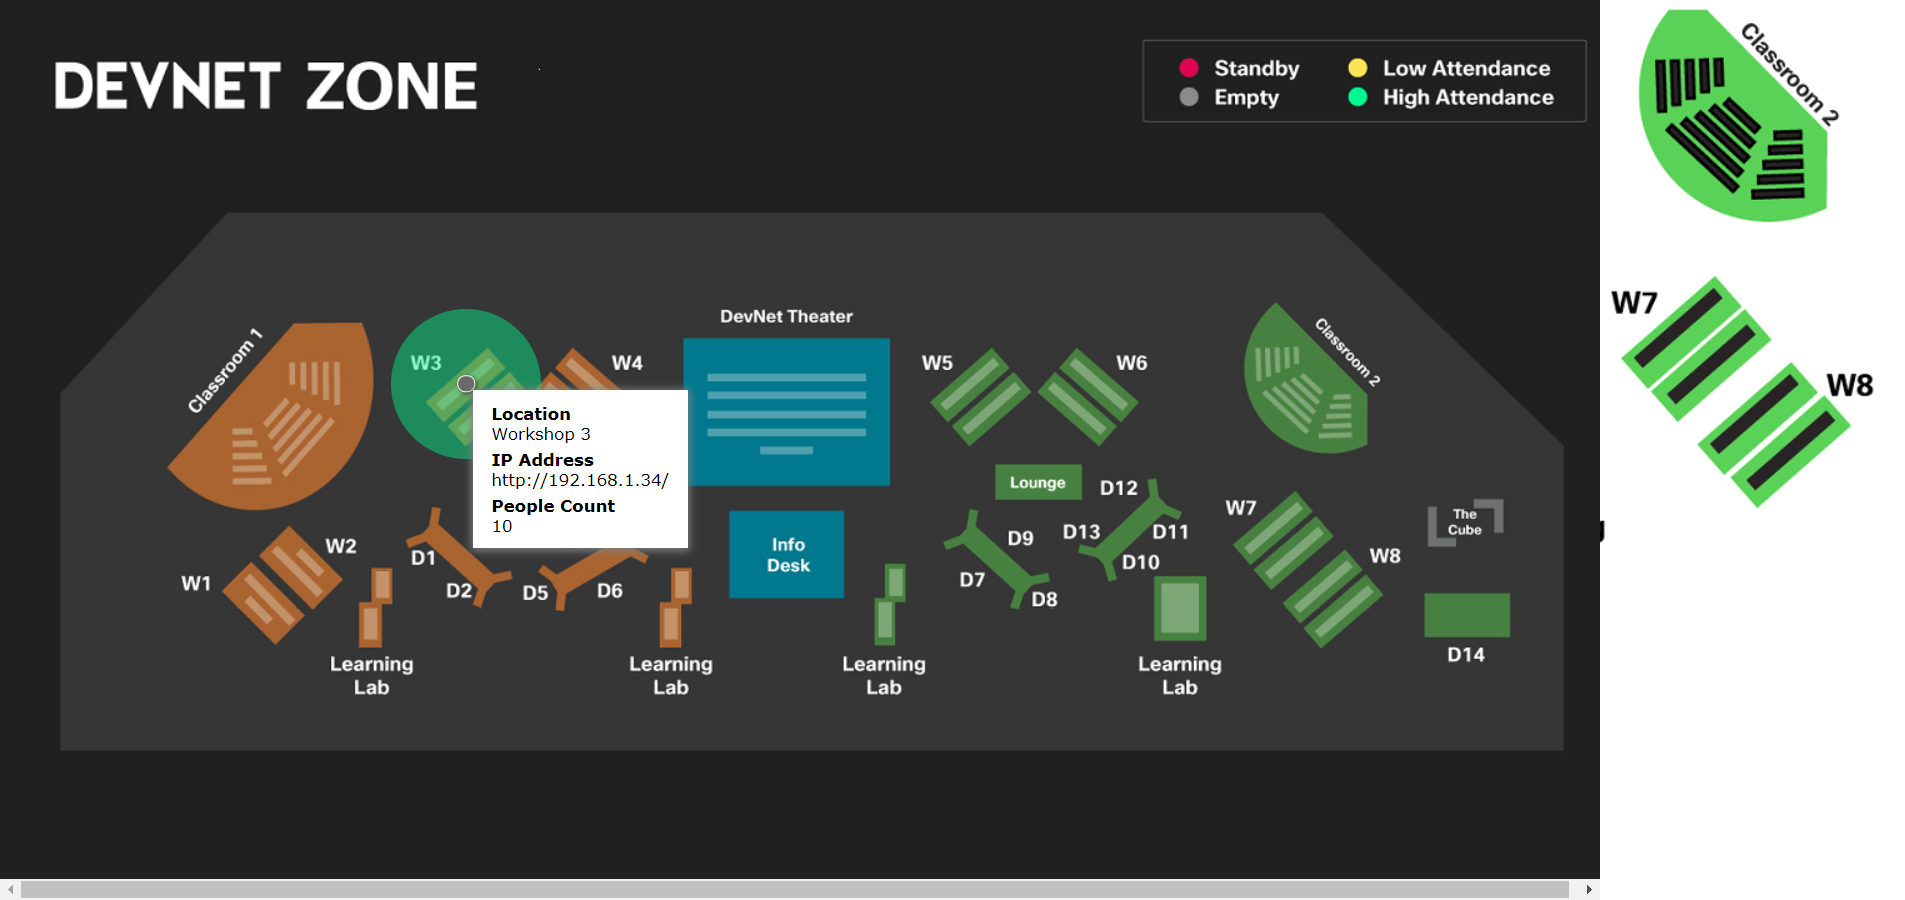 DEVNET ZONE
Standby
Low Attendance
Empty
High Attendance
Classroom 1
W3
W4
DevNet Theater
W5
W6
Classroom 2
Location
Workshop 3
IP Address
http://192.168.1.34/
People Count
10
Lounge
D12
D13
D11
D10
D9
D7
D8
W7
W8
The
Cube
D14
Info
Desk
W1
W2
D1
D2
D5
D6
Learning
Lab
Learning
Lab
Learning
Lab
Learning
Lab
Classroom 2
W7
W8